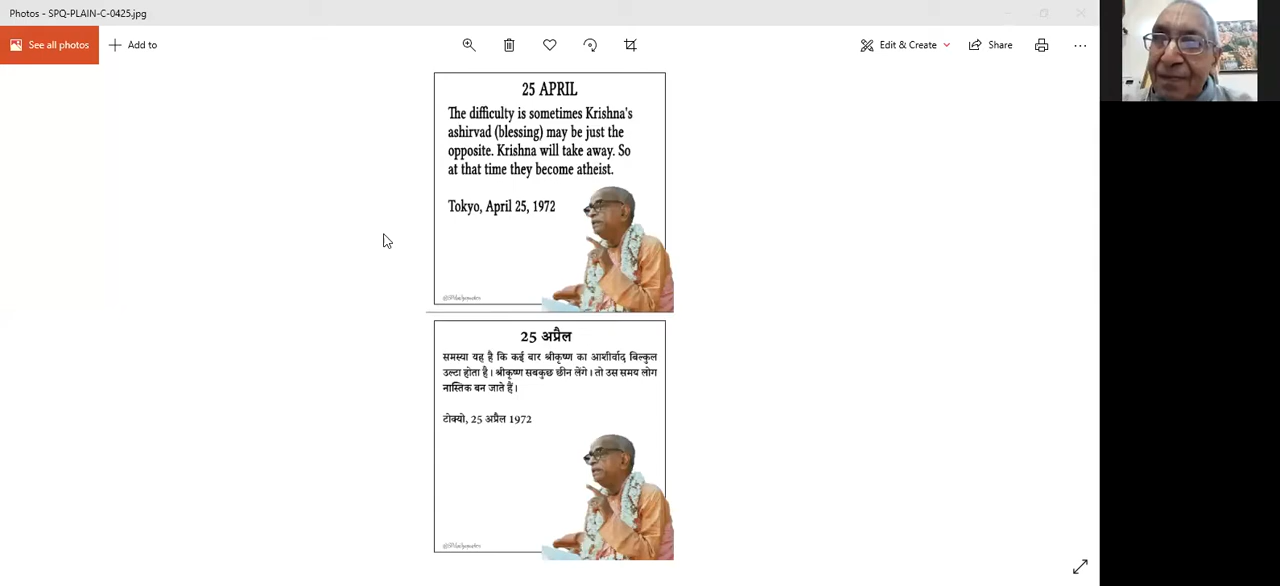 Photos - SPQ-PLAIN-C-0425.jpg
See all photos
Add to
Edit & Create
Share
25 APRIL
The difficulty is sometimes Krishna's
ashirvad (blessing) may be just the
opposite. Krishna will take away. So
at that time they become atheist.
Tokyo, April 25, 1972
25 अप्रैल
समस्या यह है कि कई बार श्रीकृष्ण का आशीर्वाद बिल्कुल
उल्टा होता है। श्रीकृष्ण सबकुछ छीन लेंगे। तो उस समय लोग
नास्तिक बन जाते हैं।
टोक्यो, 25 अप्रैल 1972